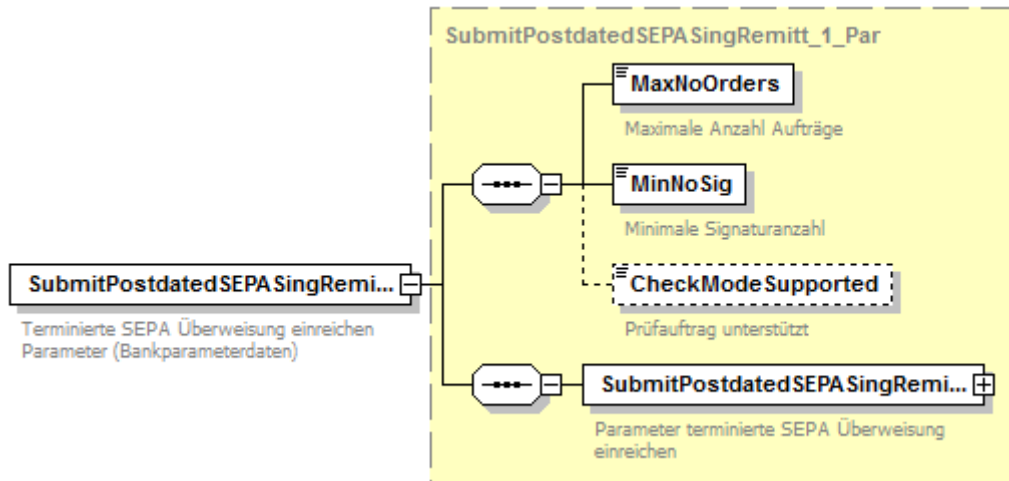 SubmitPostdatedSEPASingRemitt_1_Par
MaxNoOrders
Maximale Anzahl Aufträge
MinNoSig
Minimale Signaturanzahl
SubmitPostdatedSEPASingRemi...
Terminierte SEPA Überweisung einreichen
Parameter (Bankparameterdaten)
CheckModeSupported
Prüfauftrag unterstützt
SubmitPostdatedSEPASingRemi...
Parameter terminierte SEPA Überweisung
einreichen